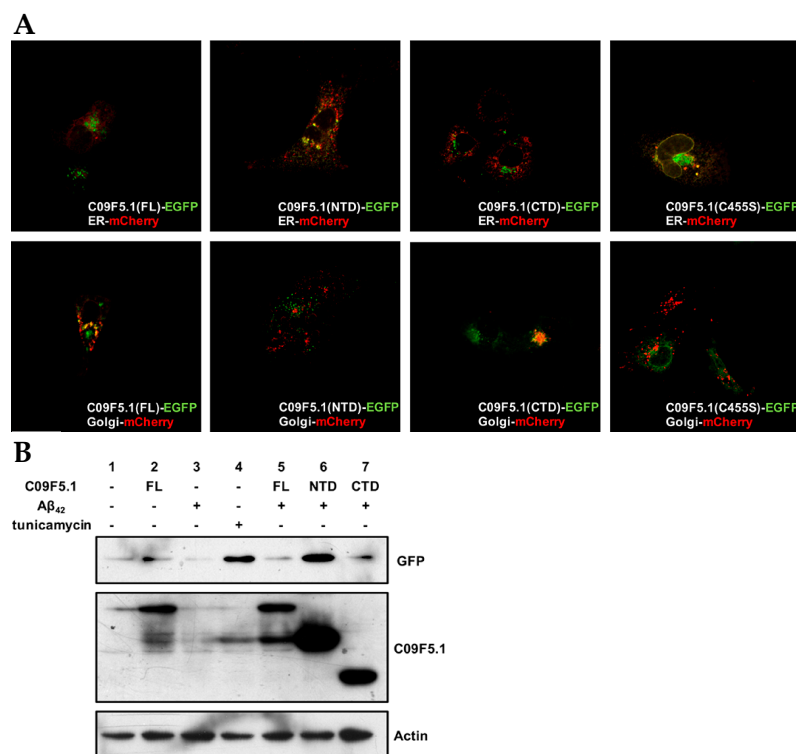 A
C09F5.1(FL)-EGFP
ER-mCherry
C09F5.1(NTD)-EGFP
ER-mCherry
C09F5.1(CTD)-EGFP
ER-mCherry
C09F5.1(C455S)-EGFP
ER-mCherry
C09F5.1(FL)-EGFP
Golgi-mCherry
C09F5.1(NTD)-EGFP
Golgi-mCherry
C09F5.1(CTD)-EGFP
Golgi-mCherry
C09F5.1(C455S)-EGFP
Golgi-mCherry
B
1 2 3 4 5 6 7
C09F5.1 - FL - - FL NTD CTD
Aβ₄₂ - - + - + + +
tunicamycin - - - + - - -
GFP
C09F5.1
Actin